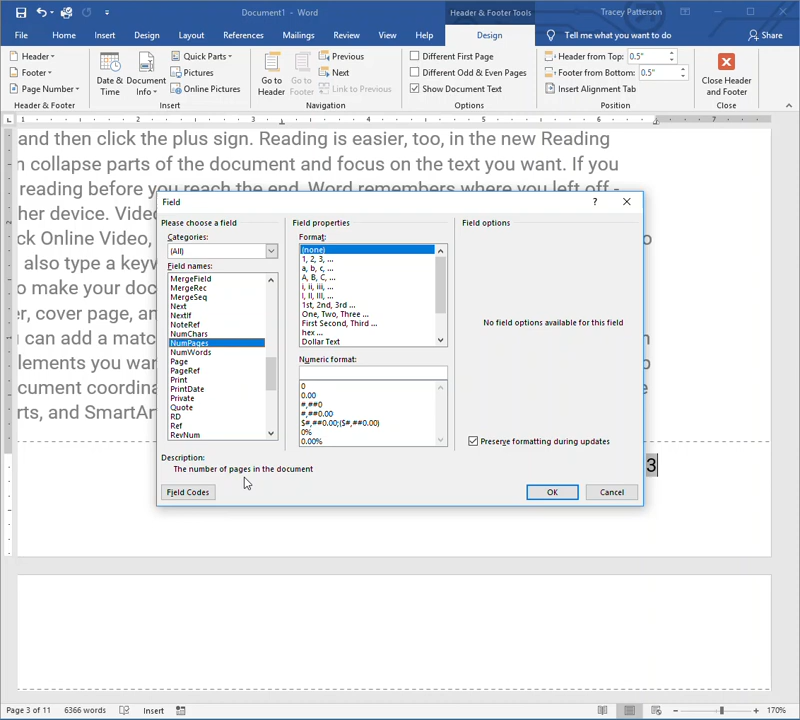 Document1 - Word
Header & Footer Tools
Tracey Patterson
File
Home
Insert
Design
Layout
References
Mailings
Review
View
Help
Design
Tell me what you want to do
Share
Header
Footer
Page Number
Header & Footer
Date & Time
Document Info
Quick Parts
Pictures
Online Pictures
Insert
Go to Header
Go to Footer
Previous
Next
Link to Previous
Navigation
Different First Page
Different Odd & Even Pages
Show Document Text
Options
Header from Top: 0.5"
Footer from Bottom: 0.5"
Insert Alignment Tab
Position
Close Header and Footer
Close
1 2 3 4 5 6 7
and then click the plus sign. Reading is easier, too, in the new Reading
n collapse parts of the document and focus on the text you want. If you
reading before you reach the end, Word remembers where you left off -
her device. Vide
ck Online Video,
o
also type a keyv
o make your doc
er, cover page, an
u can add a matc
n
elements you wan
o
cument coordina
e
rts, and SmartAr
3
Field
?
Please choose a field
Categories:
(All)
Field names:
MergeField
MergeRec
MergeSeq
Next
NextIf
NoteRef
NumChars
NumPages
NumWords
Page
PageRef
Print
PrintDate
Private
Quote
RD
Ref
RevNum
Field properties
Format:
(none)
1, 2, 3, ...
a, b, c, ...
A, B, C, ...
i, ii, iii, ...
I, II, III, ...
1st, 2nd, 3rd ...
One, Two, Three ...
First Second, Third ...
hex ...
Dollar Text
Numeric format:
0
0.00
#,##0
#,##0.00
$#,##0.00;($#,##0.00)
0%
0.00%
Field options
No field options available for this field
Preserve formatting during updates
Description:
The number of pages in the document
Field Codes
OK
Cancel
Page 3 of 11
6366 words
Insert
170%